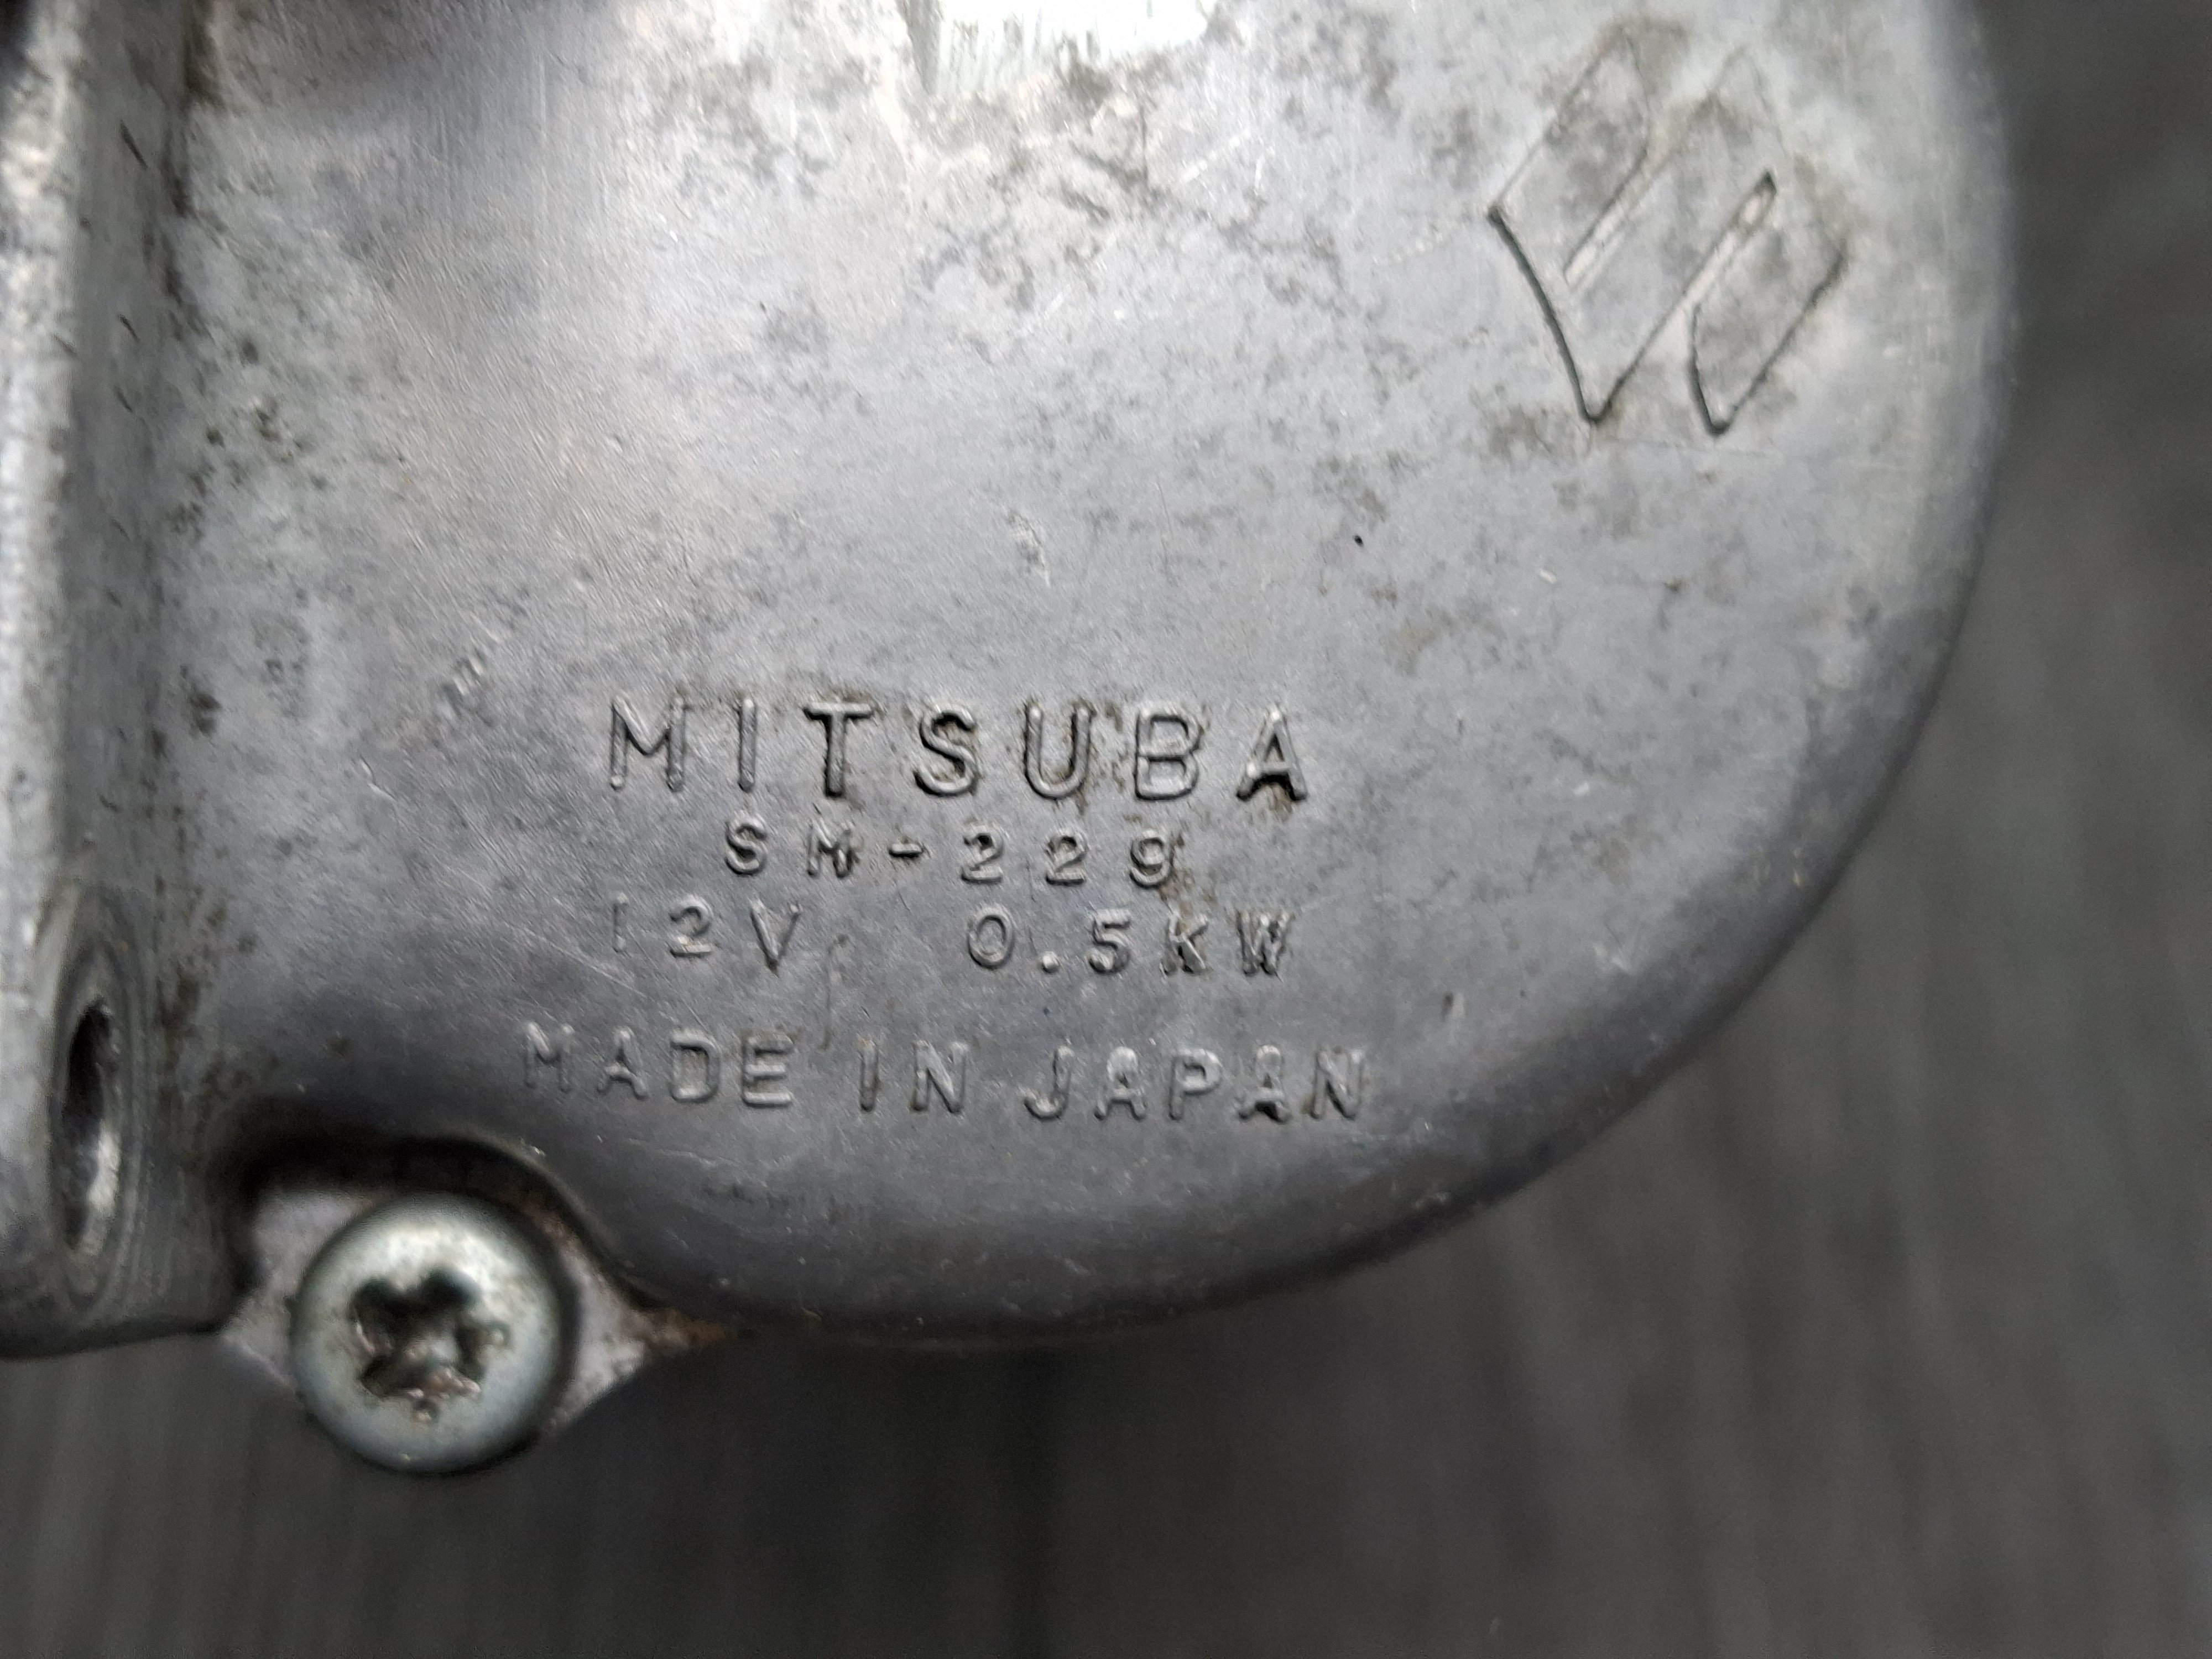 MITSUBA
SM-229
12V 0.5KW
MADE IN JAPAN